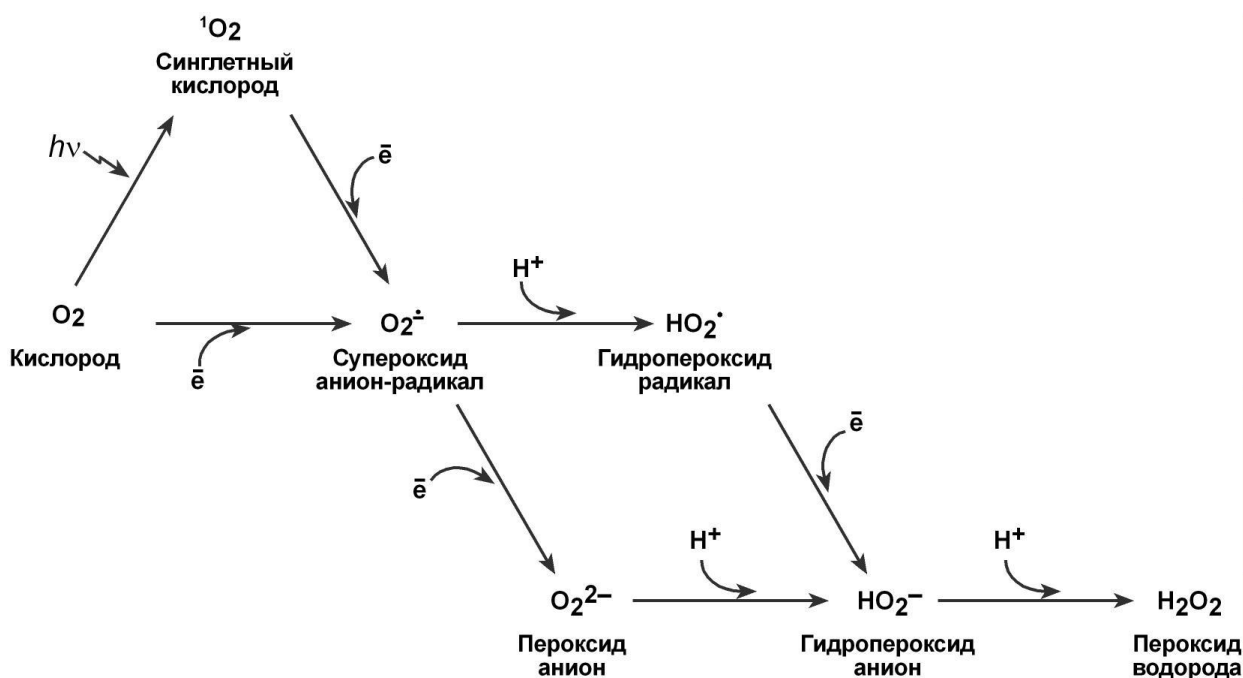 ¹O₂
Синглетный
кислород
hν
ē
H⁺
O₂
O₂∸
HO₂•
Кислород
ē
Супероксид
анион-радикал
Гидропероксид
радикал
ē
ē
H⁺
H⁺
O₂²⁻
HO₂⁻
H₂O₂
Пероксид
анион
Гидропероксид
анион
Пероксид
водорода